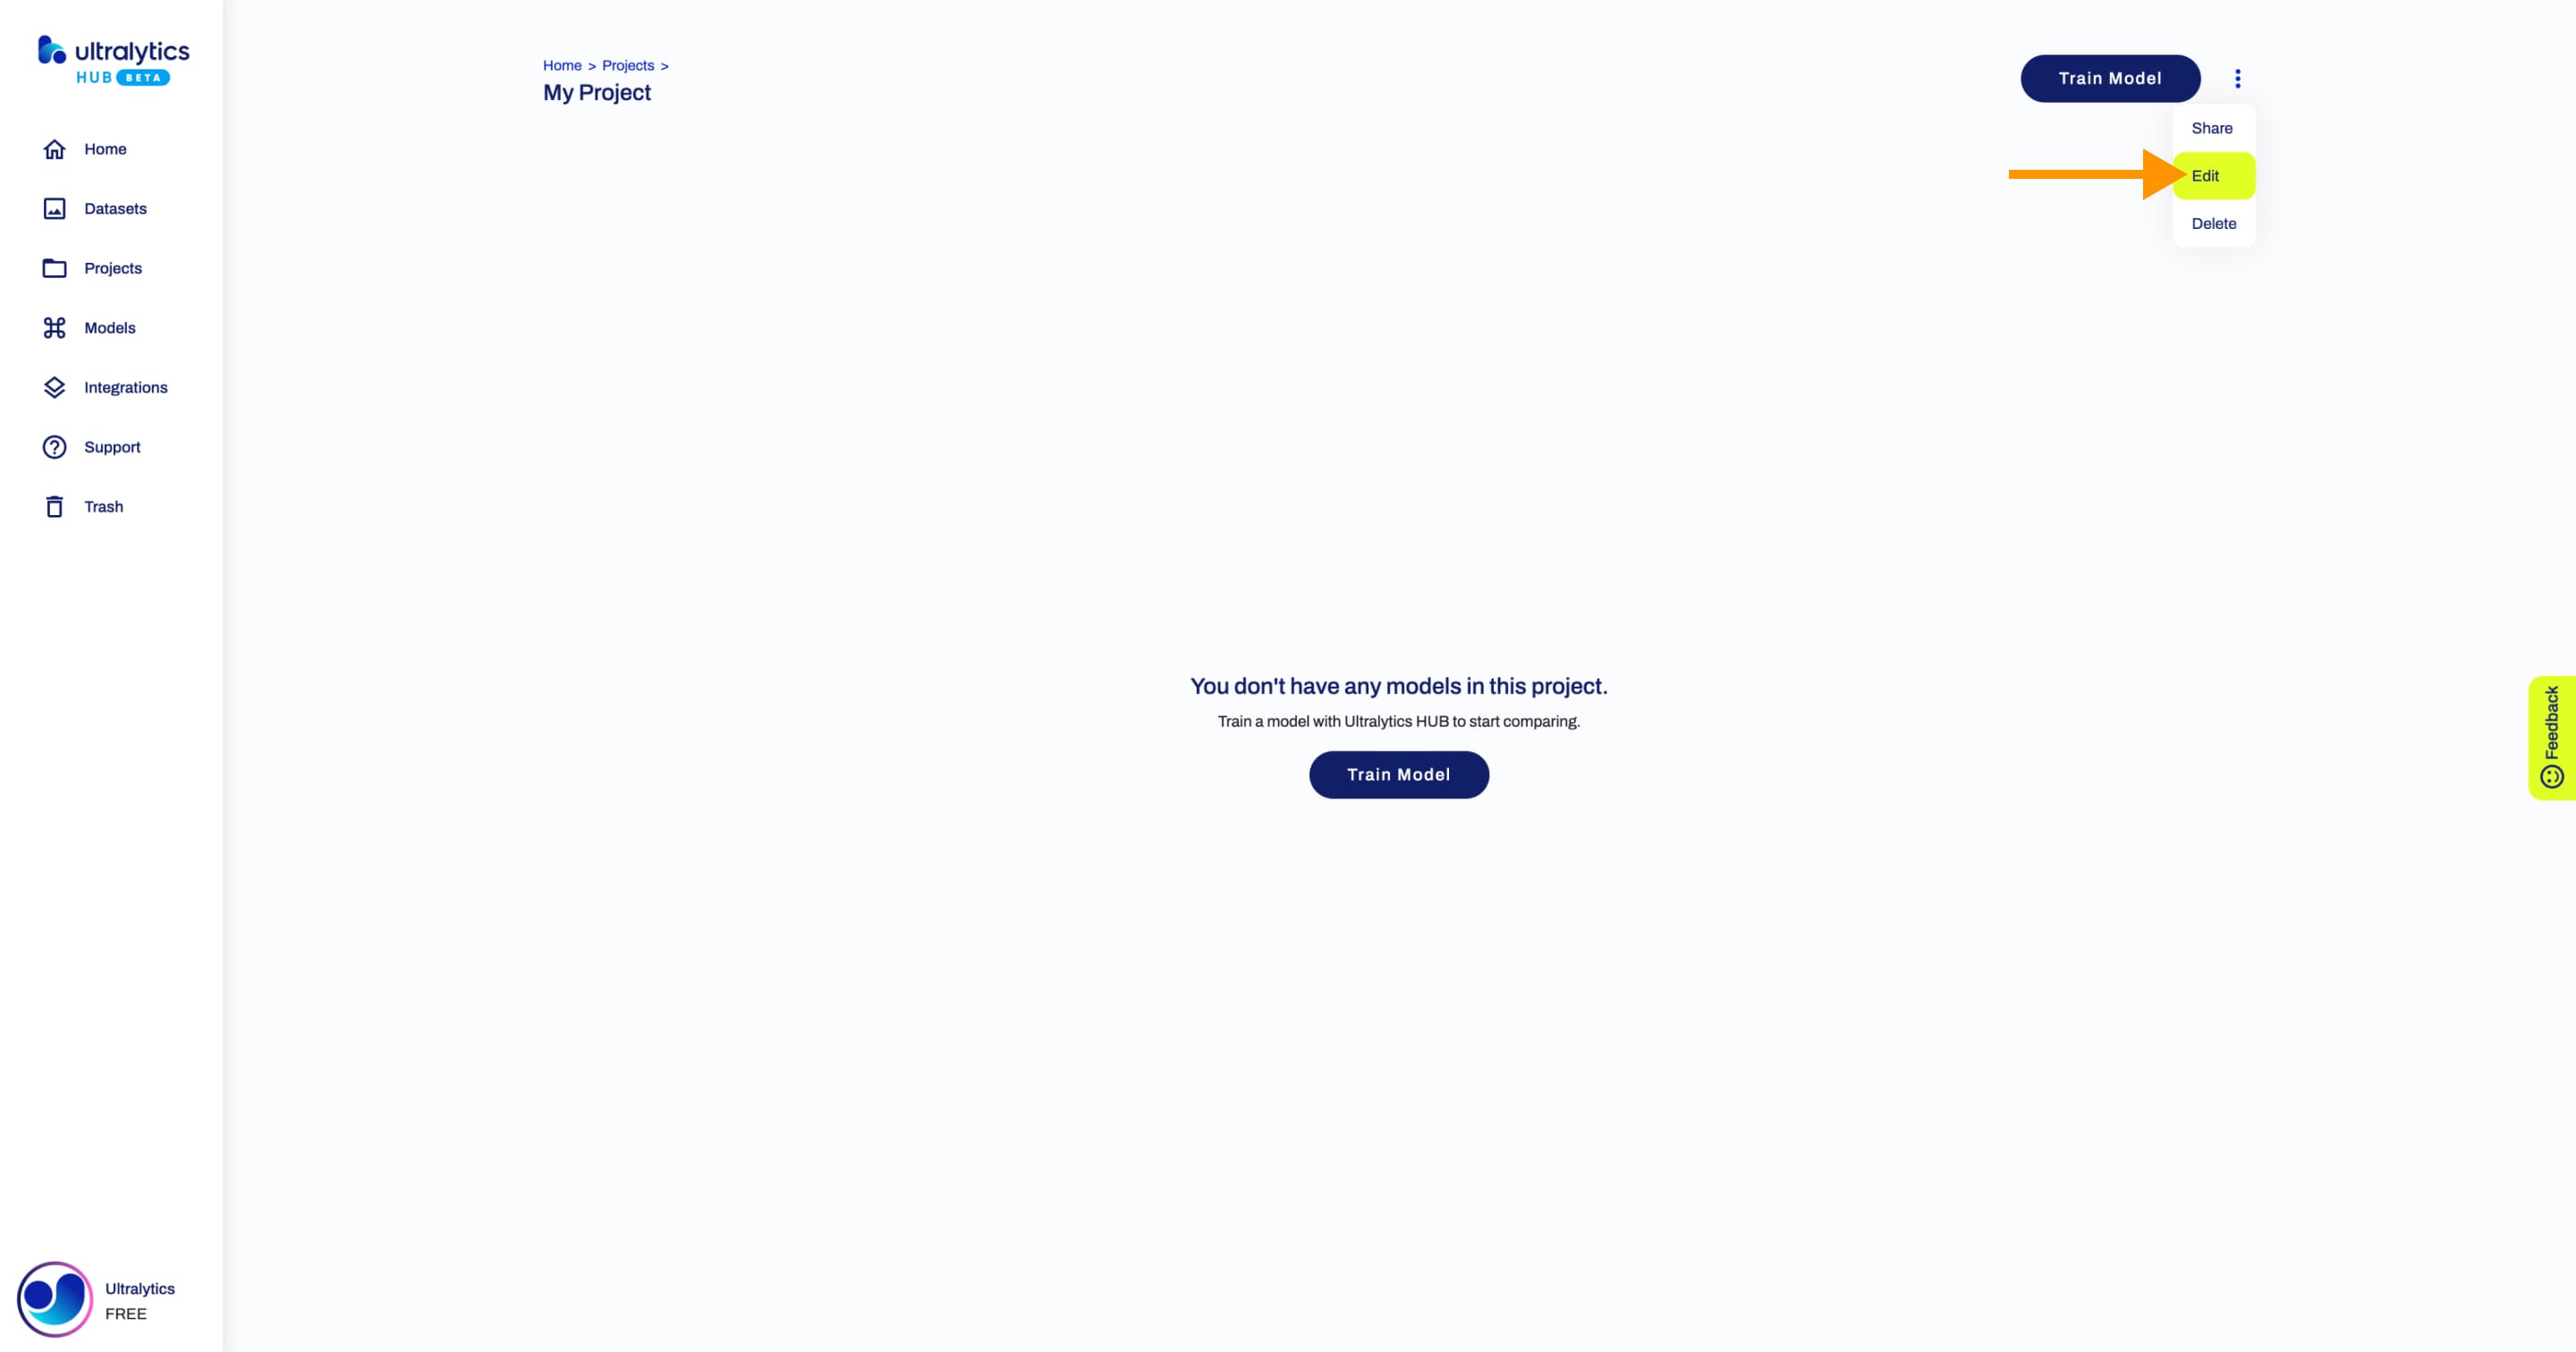 ultralytics
HUB BETA
Home
Datasets
Projects
Models
Integrations
Support
Trash
Ultralytics
FREE
Home > Projects >
My Project
Train Model
Share
Edit
Delete
You don't have any models in this project.
Train a model with Ultralytics HUB to start comparing.
Train Model
Feedback